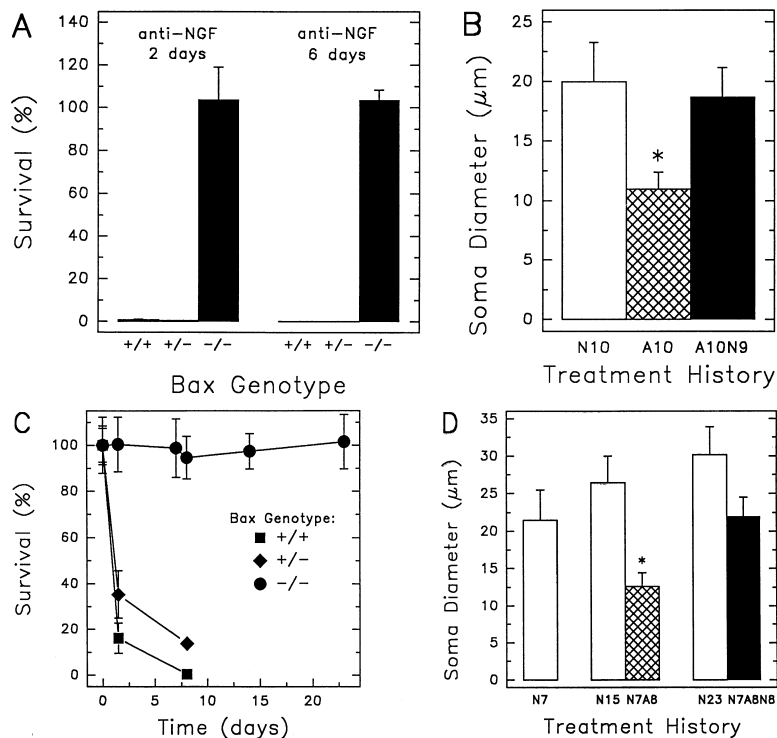 A
anti-NGF
2 days
anti-NGF
6 days
140
120
100
80
60
40
20
0
Survival (%)
+/+ +/- -/- +/+ +/- -/-
Bax Genotype
B
25
20
15
10
5
0
Soma Diameter (μm)
*
N10 A10 A10N9
Treatment History
C
100
80
60
40
20
0
Survival (%)
Bax Genotype:
+/+
+/-
-/-
0 5 10 15 20
Time (days)
D
35
30
25
20
15
10
5
0
Soma Diameter (μm)
*
N7 N15 N7A8 N23 N7A8N8
Treatment History